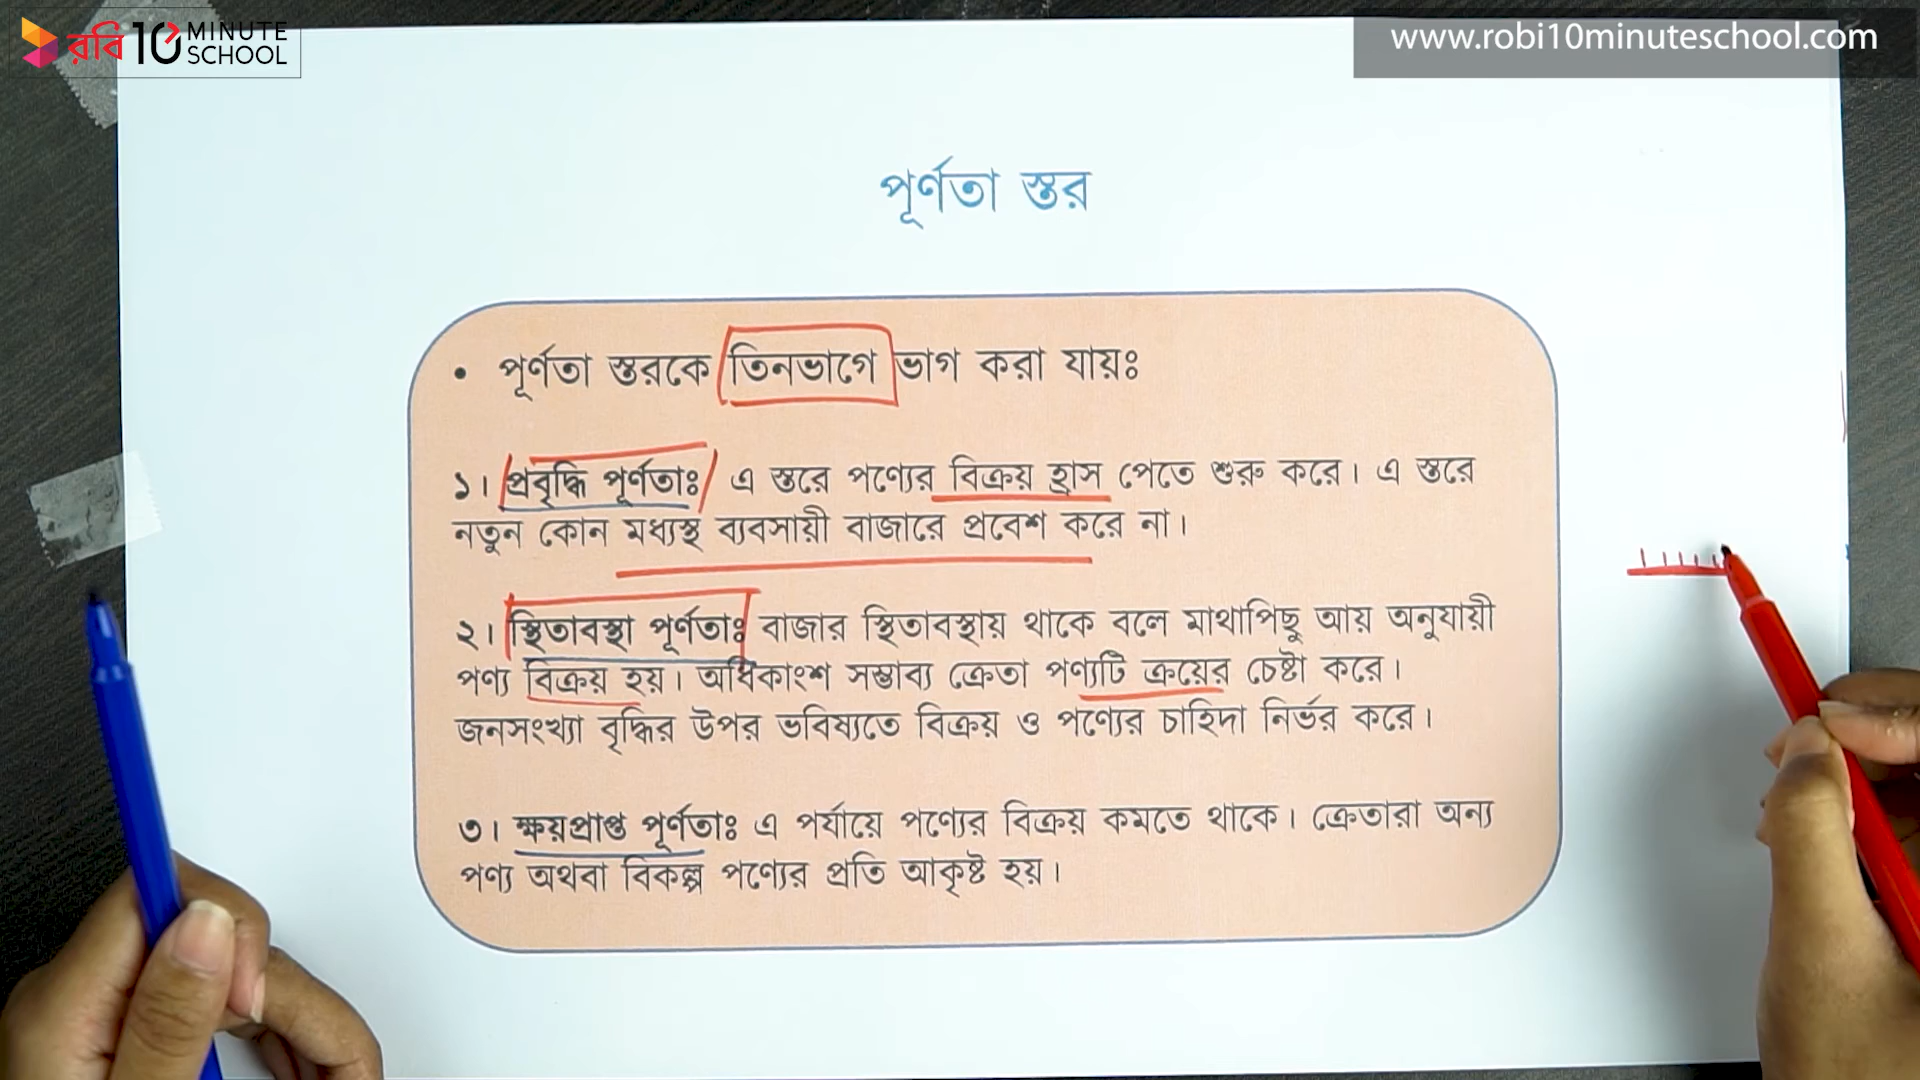 রবি 10 MINUTE SCHOOL
www.robi10minuteschool.com
পূর্ণতা স্তর
• পূর্ণতা স্তরকে তিনভাগে ভাগ করা যায়ঃ
১। প্রবৃদ্ধি পূর্ণতাঃ এ স্তরে পণ্যের বিক্রয় হ্রাস পেতে শুরু করে। এ স্তরে
নতুন কোন মধ্যস্থ ব্যবসায়ী বাজারে প্রবেশ করে না।
২। স্থিতাবস্থা পূর্ণতাঃ বাজার স্থিতাবস্থায় থাকে বলে মাথাপিছু আয় অনুযায়ী
পণ্য বিক্রয় হয়। অধিকাংশ সম্ভাব্য ক্রেতা পণ্যটি ক্রয়ের চেষ্টা করে।
জনসংখ্যা বৃদ্ধির উপর ভবিষ্যতে বিক্রয় ও পণ্যের চাহিদা নির্ভর করে।
৩। ক্ষয়প্রাপ্ত পূর্ণতাঃ এ পর্যায়ে পণ্যের বিক্রয় কমতে থাকে। ক্রেতারা অন্য
পণ্য অথবা বিকল্প পণ্যের প্রতি আকৃষ্ট হয়।